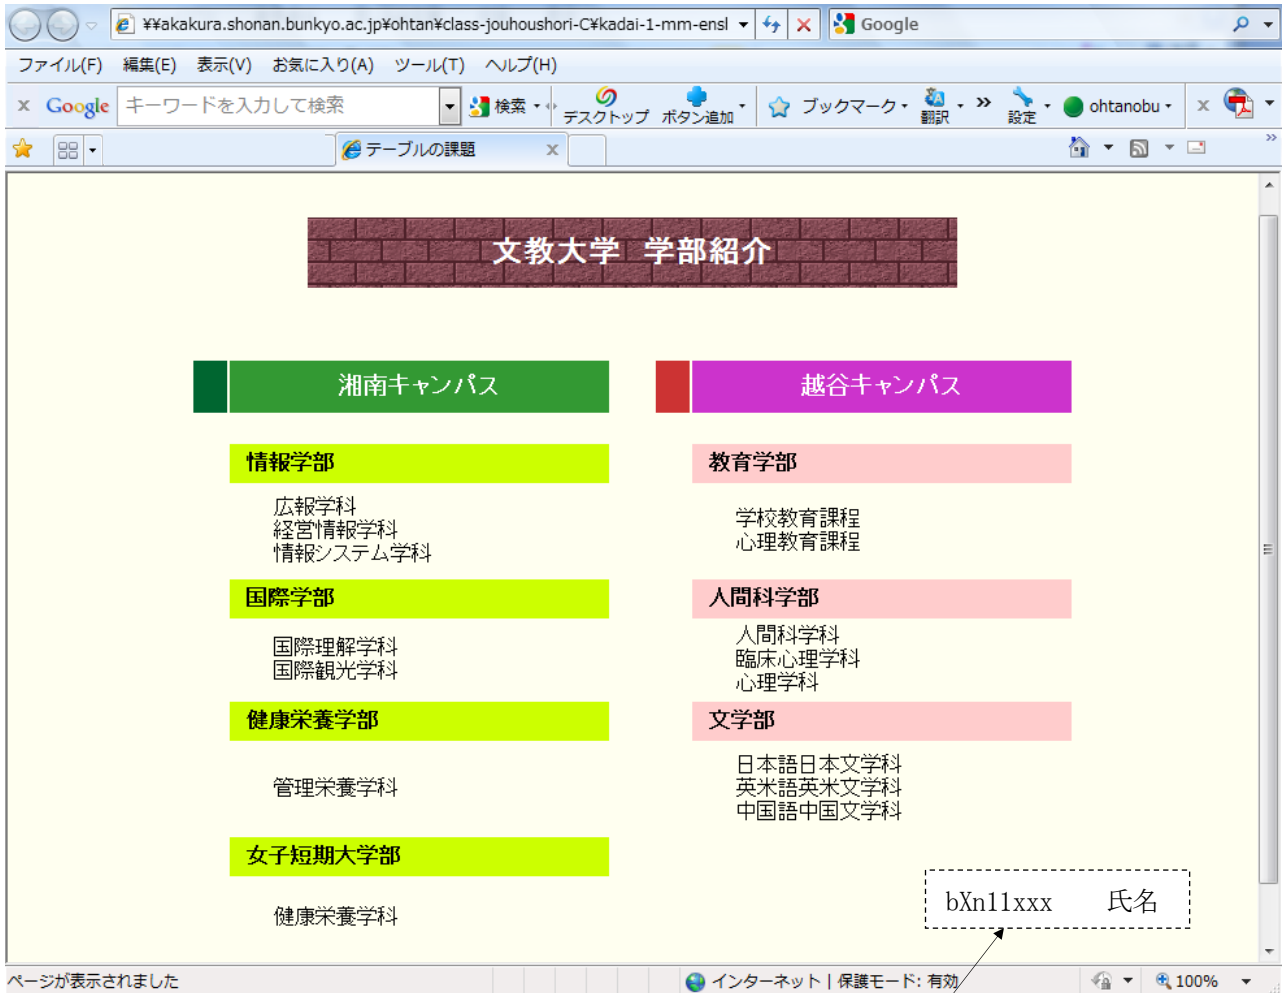 ¥¥akakura.shonan.bunkyo.ac.jp¥ohtan¥class-jouhoushori-C¥kadai-1-mm-ensl
Google
ファイル(F) 編集(E) 表示(V) お気に入り(A) ツール(T) ヘルプ(H)
x Google キーワードを入力して検索 検索 デスクトップ ボタン追加 ブックマーク 翻訳 » 設定 ohtanobu x
テーブルの課題 x »
文教大学 学部紹介
湘南キャンパス
情報学部
広報学科
経営情報学科
情報システム学科
国際学部
国際理解学科
国際観光学科
健康栄養学部
管理栄養学科
女子短期大学部
健康栄養学科
越谷キャンパス
教育学部
学校教育課程
心理教育課程
人間科学部
人間科学科
臨床心理学科
心理学科
文学部
日本語日本文学科
英米語英米文学科
中国語中国文学科
bXn11xxx 氏名
ページが表示されました インターネット | 保護モード: 有効 100%